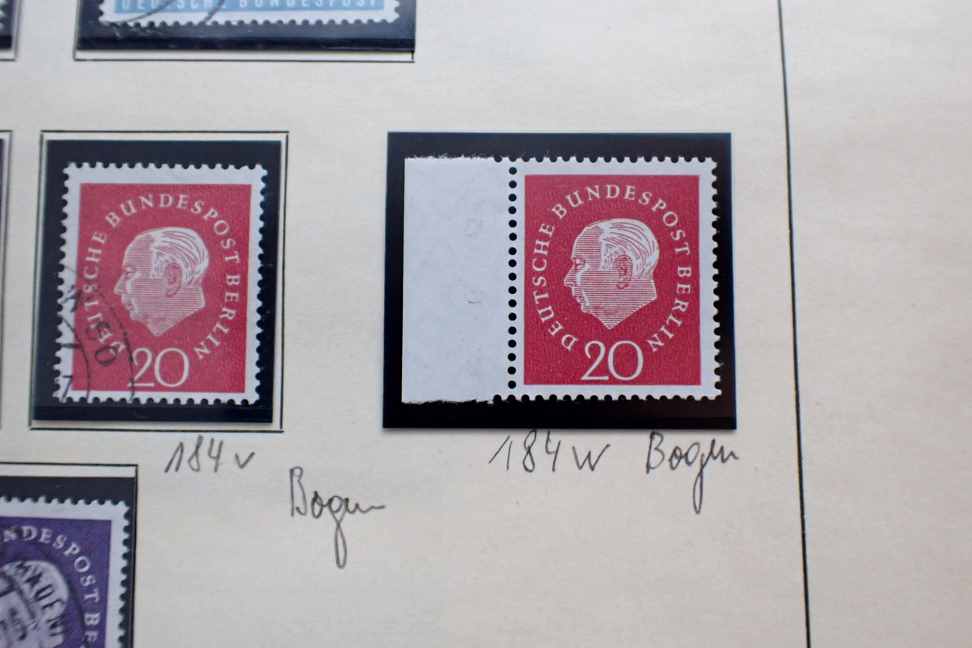 DEUTSCHE BUNDESPOST
DEUTSCHE BUNDESPOST BERLIN
20
DEUTSCHE BUNDESPOST BERLIN
20
184 v
Bogen
184 w Bogen
NDESPOST BE